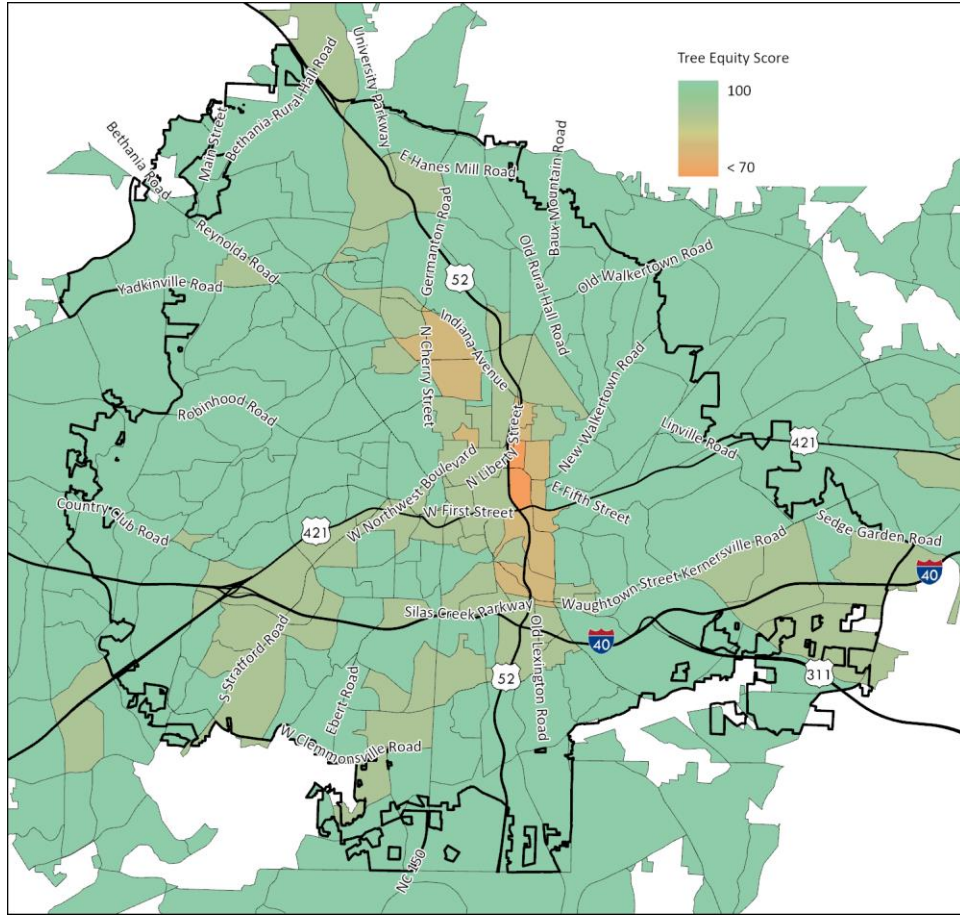 Tree Equity Score
100
< 70
University Parkway
Bethania-Rural Hall Road
Main Street
Bethania Road
E Hanes Mill Road
Baux Mountain Road
Germanton Road
Reynolda Road
Old Rural Hall Road
Old Walkertown Road
Yadkinville Road
52
Indiana Avenue
N Cherry Street
New Walkertown Road
Robinhood Road
Linville Road
421
N Liberty Street
W Northwest Boulevard
E Fifth Street
W First Street
Country Club Road
421
Sedge Garden Road
Waughtown Street Kernersville Road
40
Silas Creek Parkway
40
S Stratford Road
Old Lexington Road
52
311
Ebert Road
W Clemmonsville Road
NC 150